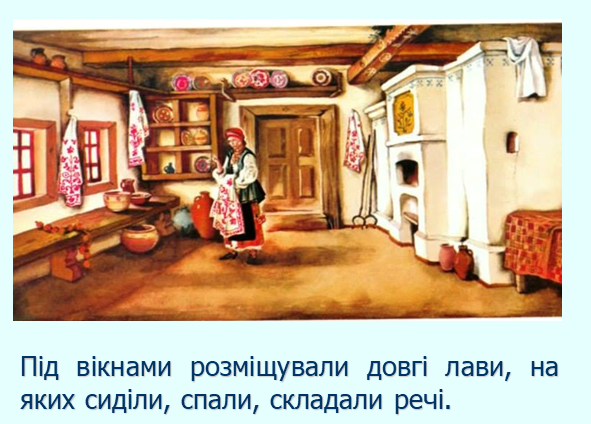 Під вікнами розміщували довгі лави, на
яких сиділи, спали, складали речі.